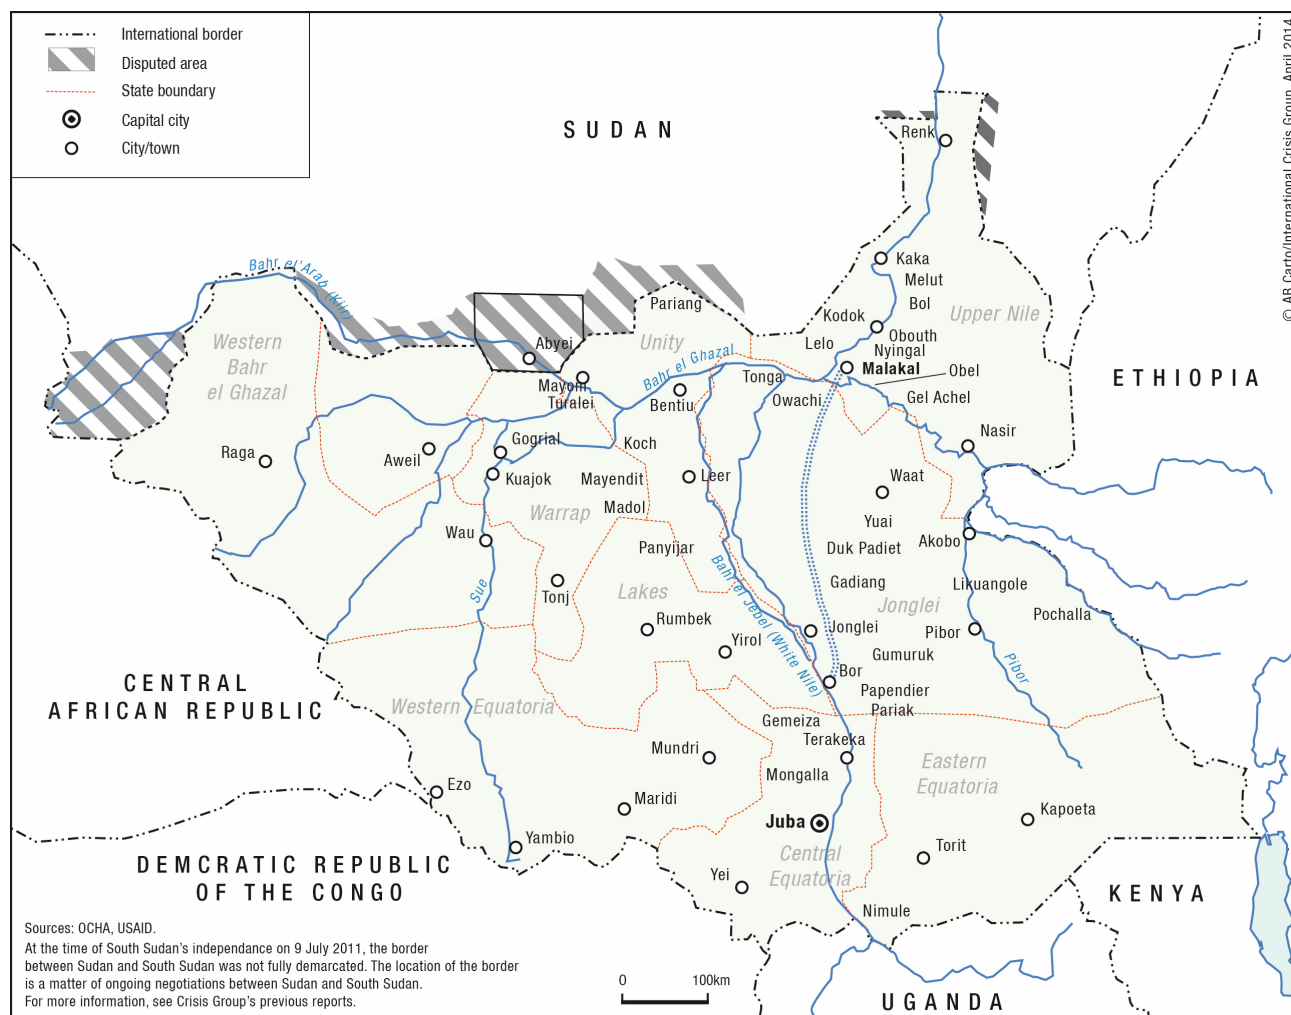 International border
Disputed area
State boundary
Capital city
City/town
© AB Carto/International Crisis Group, April 2014
SUDAN
Renk
Kaka
Melut
Bol
Upper Nile
Kodok
Obouth
Lelo
Nyingal
Malakal
Obel
Gel Achel
ETHIOPIA
Bahr el'Arab (Kiir)
Western
Bahr
el Ghazal
Pariang
Unity
Abyei
Bahr el Ghazal
Mayom
Turalei
Bentiu
Tonga
Owachi
Nasir
Raga
Aweil
Gogrial
Kuajok
Koch
Mayendit
Leer
Waat
Warrap
Madol
Yuai
Wau
Panyijar
Duk Padiet
Akobo
Bahr el Jebel (White Nile)
Sue
Tonj
Lakes
Gadiang
Likuangole
Jonglei
Pochalla
Rumbek
Yirol
Jonglei
Pibor
Gumuruk
Pibor
Bor
Papendier
Pariak
CENTRAL
AFRICAN REPUBLIC
Western Equatoria
Gemeiza
Terakeka
Mundri
Mongalla
Eastern
Equatoria
Ezo
Maridi
Juba
Kapoeta
Yambio
Torit
Central
Equatoria
Yei
Nimule
DEMCRATIC REPUBLIC
OF THE CONGO
KENYA
UGANDA
Sources: OCHA, USAID.
At the time of South Sudan's independance on 9 July 2011, the border
between Sudan and South Sudan was not fully demarcated. The location of the border
is a matter of ongoing negotiations between Sudan and South Sudan.
For more information, see Crisis Group's previous reports.
0 100km